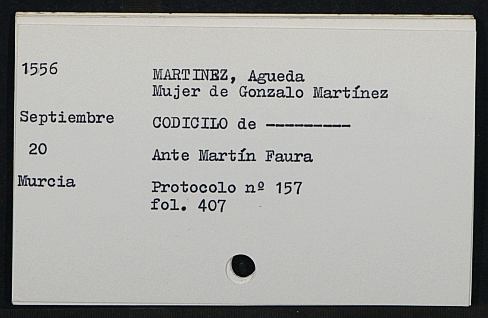 1556
MARTINEZ, Agueda
Mujer de Gonzalo Martínez
Septiembre
CODICILO de ---------
20
Ante Martín Faura
Murcia
Protocolo nº 157
fol. 407